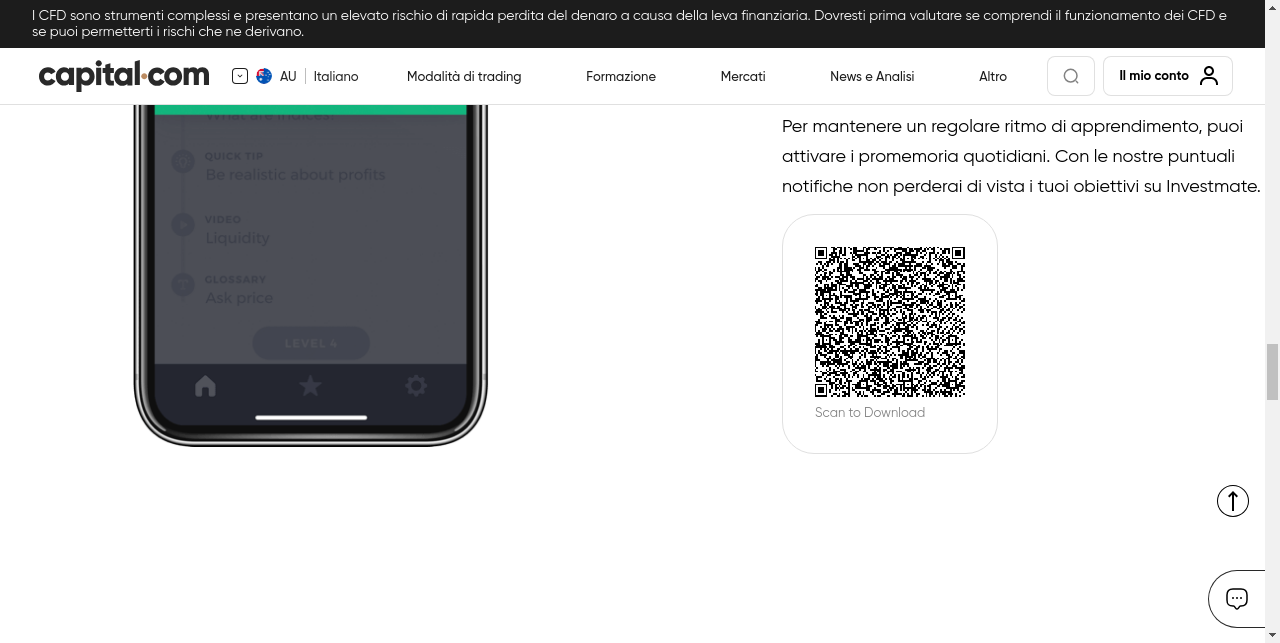 I CFD sono strumenti complessi e presentano un elevato rischio di rapida perdita del denaro a causa della leva finanziaria. Dovresti prima valutare se comprendi il funzionamento dei CFD e
se puoi permetterti i rischi che ne derivano.
capital.com
AU
Italiano
Modalità di trading
Formazione
Mercati
News e Analisi
Altro
Il mio conto
What are indices?
QUICK TIP
Be realistic about profits
VIDEO
Liquidity
GLOSSARY
Ask price
LEVEL 4
Per mantenere un regolare ritmo di apprendimento, puoi
attivare i promemoria quotidiani. Con le nostre puntuali
notifiche non perderai di vista i tuoi obiettivi su Investmate.
Scan to Download